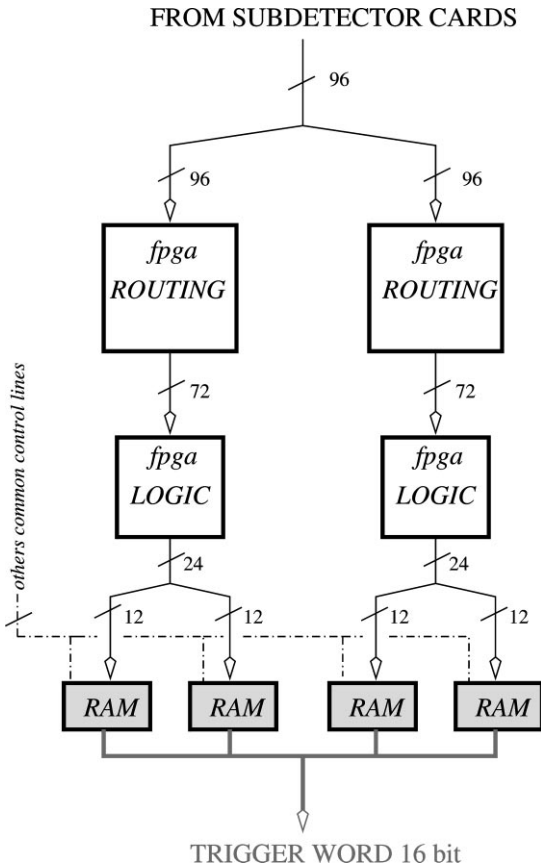 FROM SUBDETECTOR CARDS
96
96
96
fpga
ROUTING
fpga
ROUTING
72
72
others common control lines
fpga
LOGIC
fpga
LOGIC
24
24
12
12
12
12
RAM
RAM
RAM
RAM
TRIGGER WORD 16 bit